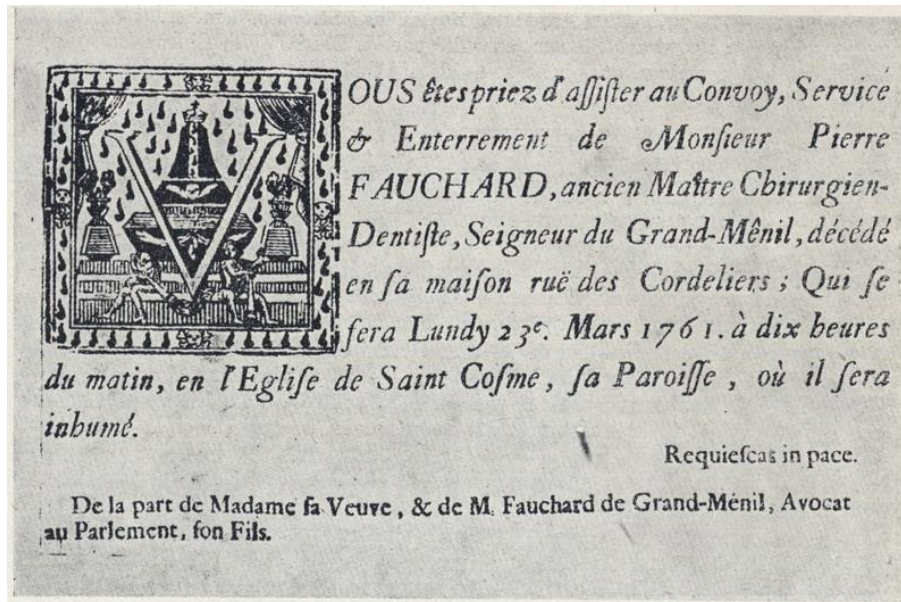 VOUS êtes priez d'aſſiſter au Convoy, Service
& Enterrement de Monſieur Pierre
FAUCHARD, ancien Maître Chirurgien-
Dentiſte, Seigneur du Grand-Mênil, décédé
en ſa maiſon ruë des Cordeliers ; Qui ſe
fera Lundy 23e. Mars 1761. à dix heures
du matin, en l'Egliſe de Saint Coſme, ſa Paroiſſe, où il ſera
inhumé.
Requieſcas in pace.
De la part de Madame ſa Veuve, & de M. Fauchard de Grand-Ménil, Avocat
au Parlement, ſon Fils.